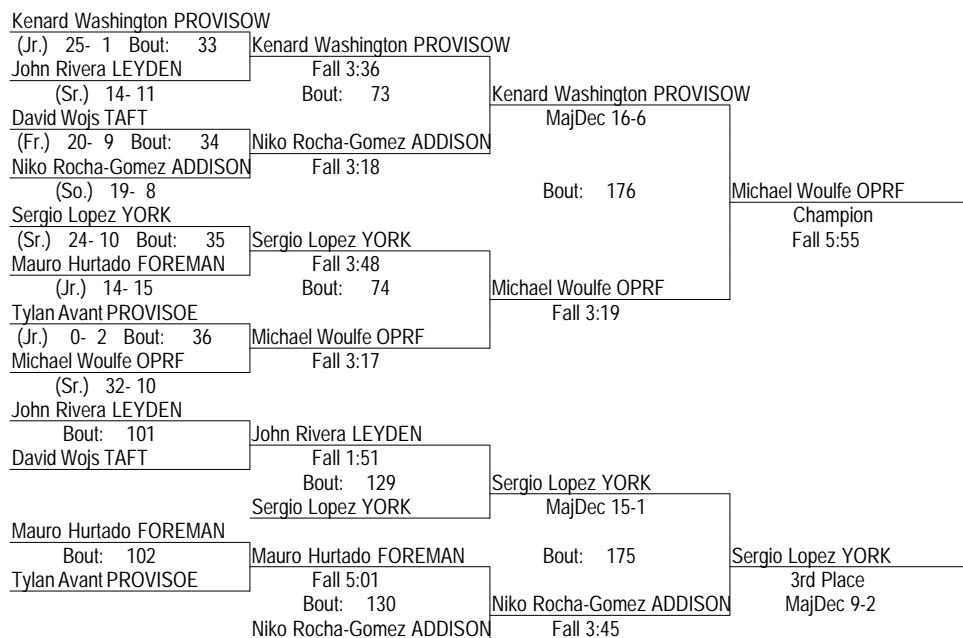 Kenard Washington PROVISOW
(Jr.) 25- 1 Bout: 33
Kenard Washington PROVISOW
John Rivera LEYDEN
Fall 3:36
(Sr.) 14- 11
Bout: 73
Kenard Washington PROVISOW
David Wojs TAFT
MajDec 16-6
(Fr.) 20- 9 Bout: 34
Niko Rocha-Gomez ADDISON
Niko Rocha-Gomez ADDISON
Fall 3:18
(So.) 19- 8
Bout: 176
Michael Woulfe OPRF
Sergio Lopez YORK
Champion
(Sr.) 24- 10 Bout: 35
Sergio Lopez YORK
Fall 5:55
Mauro Hurtado FOREMAN
Fall 3:48
(Jr.) 14- 15
Bout: 74
Michael Woulfe OPRF
Tylan Avant PROVISOE
Fall 3:19
(Jr.) 0- 2 Bout: 36
Michael Woulfe OPRF
Michael Woulfe OPRF
Fall 3:17
(Sr.) 32- 10
John Rivera LEYDEN
Bout: 101
John Rivera LEYDEN
David Wojs TAFT
Fall 1:51
Bout: 129
Sergio Lopez YORK
Sergio Lopez YORK
MajDec 15-1
Mauro Hurtado FOREMAN
Bout: 102
Mauro Hurtado FOREMAN
Bout: 175
Sergio Lopez YORK
Tylan Avant PROVISOE
Fall 5:01
3rd Place
Bout: 130
Niko Rocha-Gomez ADDISON
MajDec 9-2
Niko Rocha-Gomez ADDISON
Fall 3:45